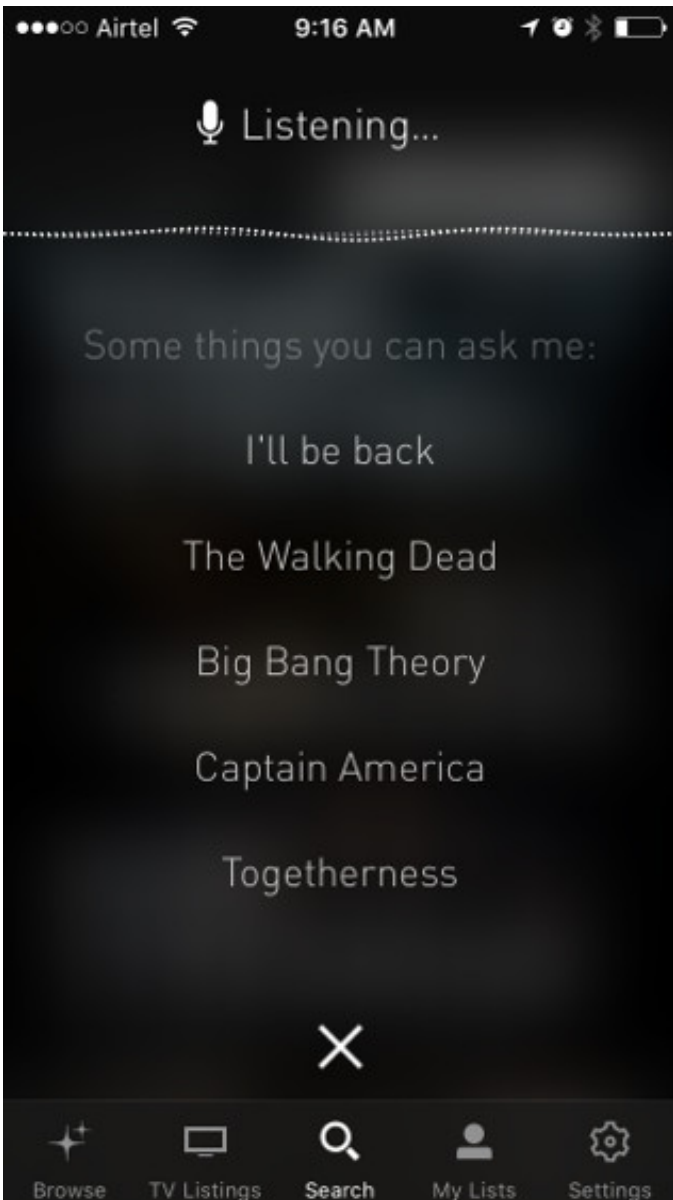 Airtel 9:16 AM
Listening...
Some things you can ask me:
I'll be back
The Walking Dead
Big Bang Theory
Captain America
Togetherness
Browse TV Listings Search My Lists Settings